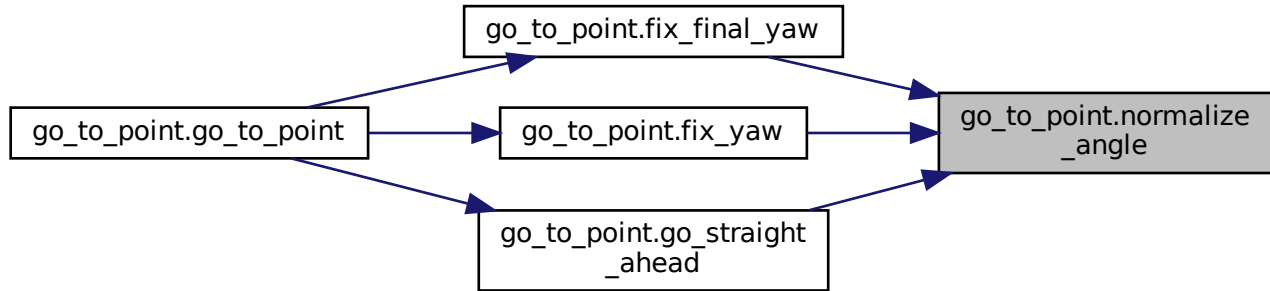 go_to_point.fix_final_yaw
go_to_point.go_to_point
go_to_point.fix_yaw
go_to_point.normalize
_angle
go_to_point.go_straight
_ahead